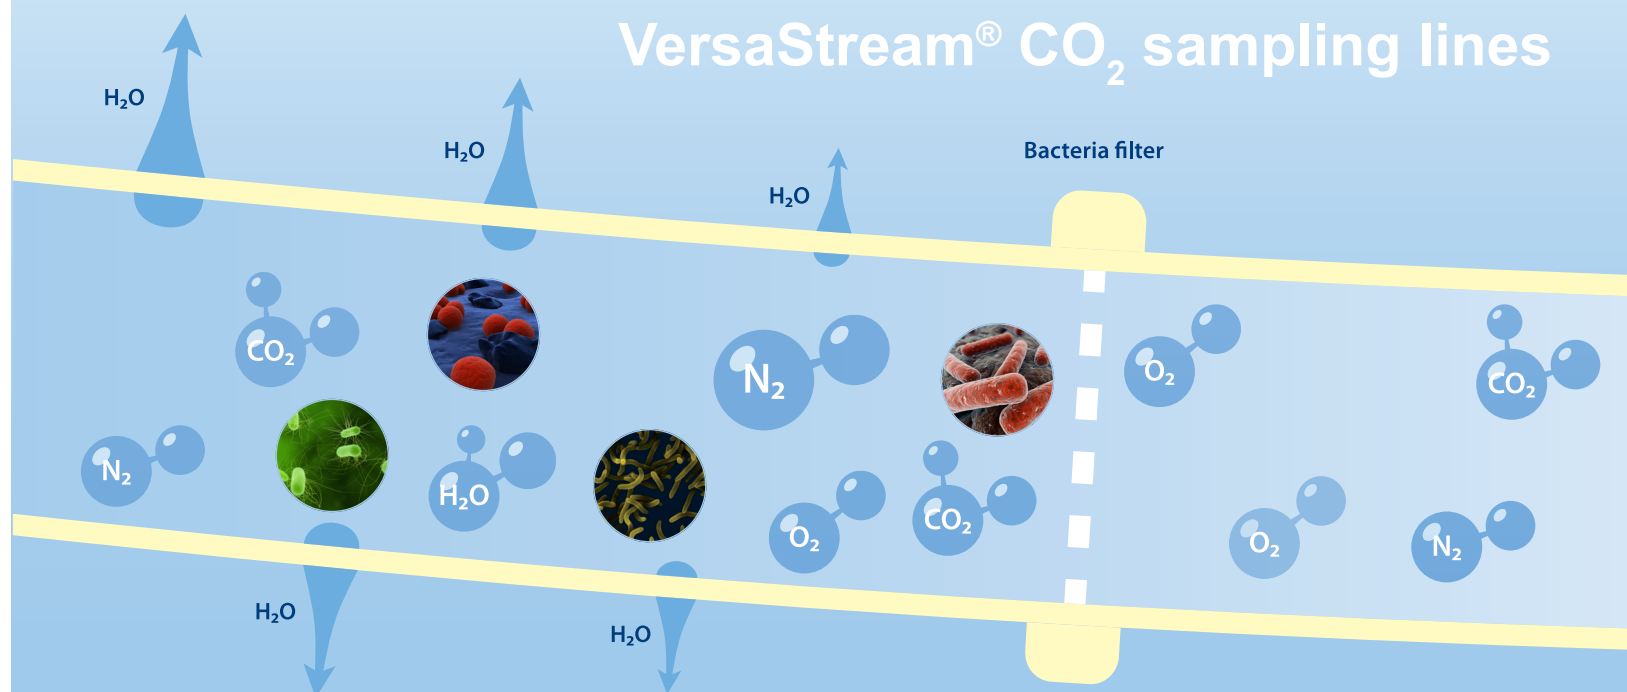 VersaStream® CO₂ sampling lines
H₂O
H₂O
Bacteria filter
H₂O
CO₂
O₂
N₂
CO₂
N₂
H₂O
CO₂
O₂
O₂
N₂
H₂O
H₂O